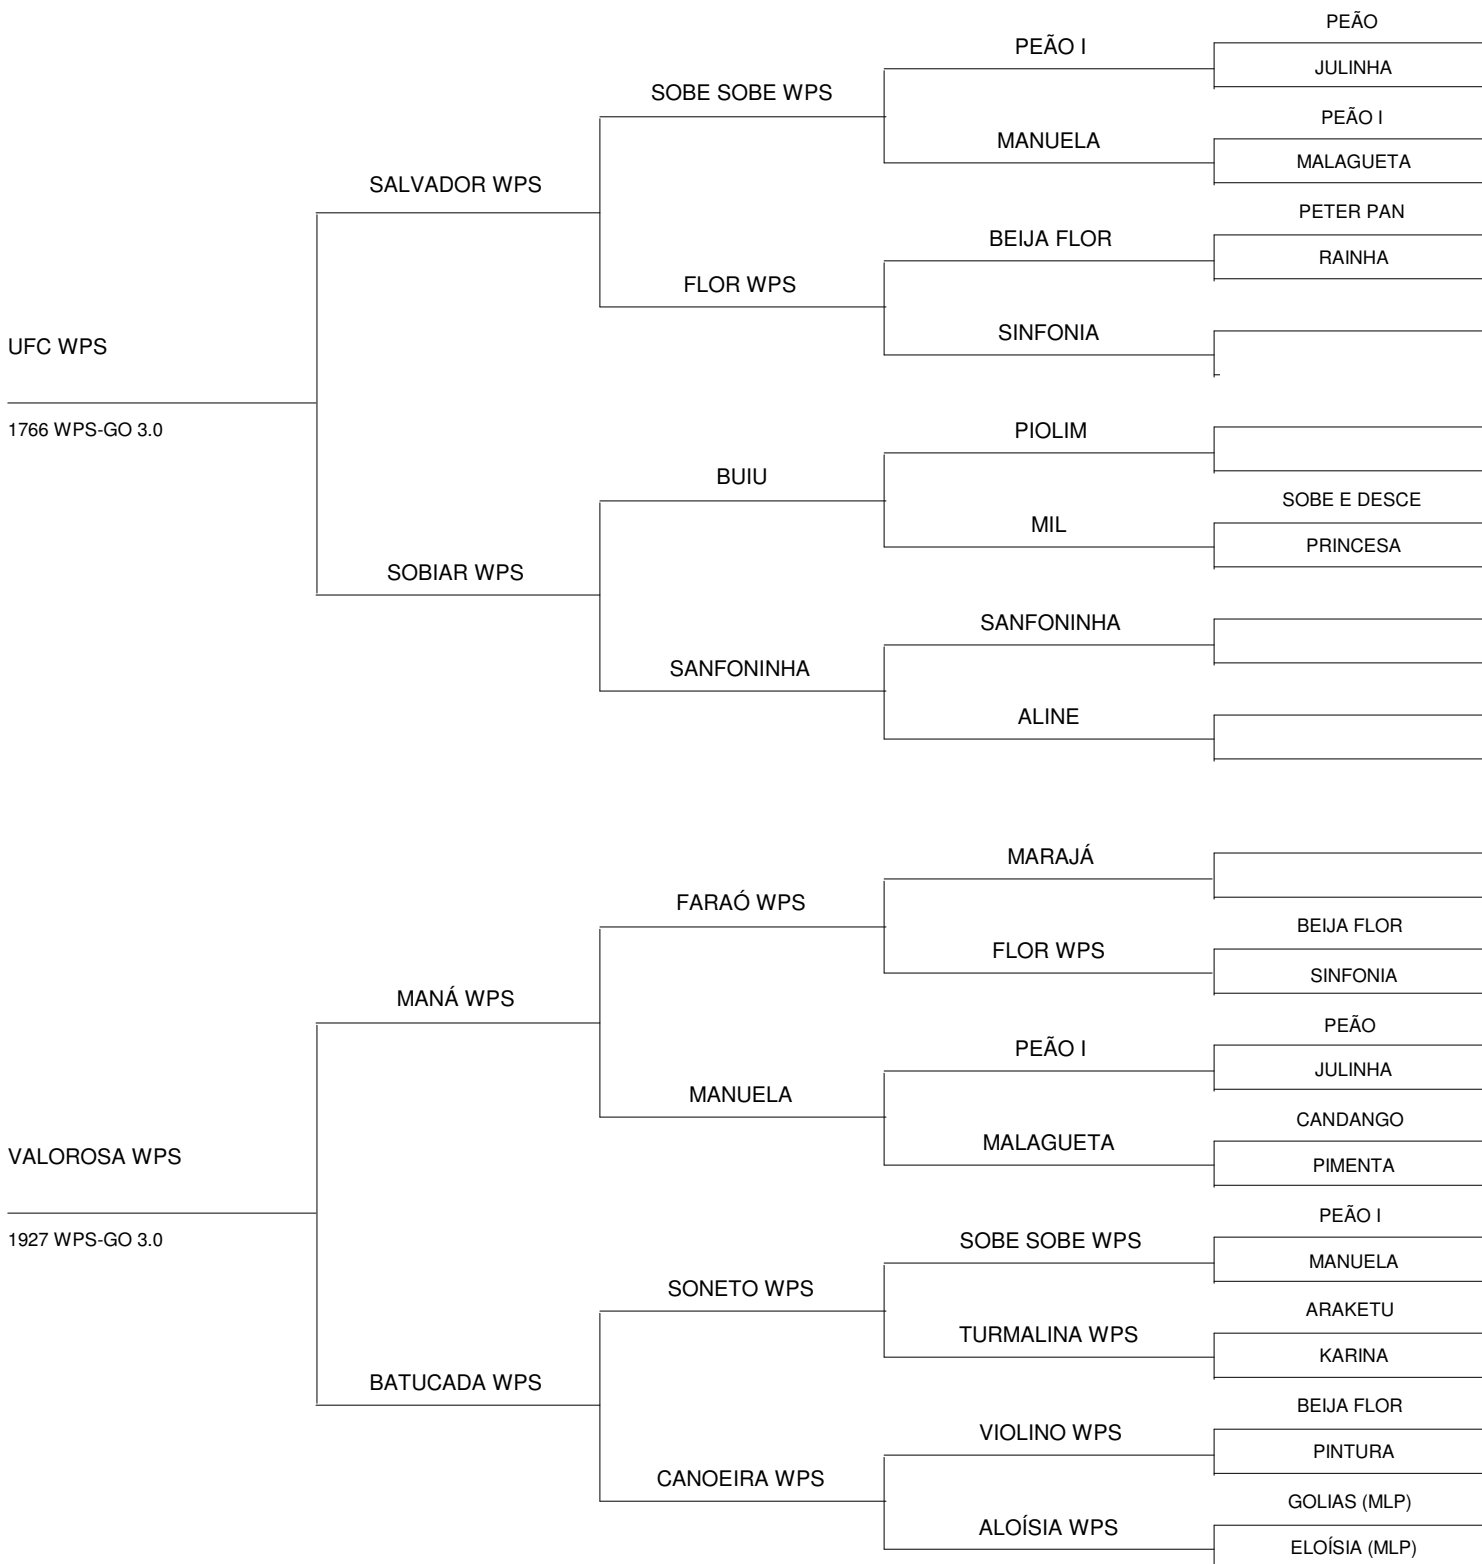 PEÃO
PEÃO I
JULINHA
SOBE SOBE WPS
PEÃO I
MANUELA
MALAGUETA
SALVADOR WPS
PETER PAN
BEIJA FLOR
RAINHA
FLOR WPS
SINFONIA
UFC WPS
1766 WPS-GO 3.0
PIOLIM
BUIU
SOBE E DESCE
MIL
PRINCESA
SOBIAR WPS
SANFONINHA
SANFONINHA
ALINE
MARAJÁ
FARAÓ WPS
BEIJA FLOR
FLOR WPS
SINFONIA
MANÁ WPS
PEÃO
PEÃO I
JULINHA
MANUELA
CANDANGO
MALAGUETA
PIMENTA
VALOROSA WPS
1927 WPS-GO 3.0
PEÃO I
SOBE SOBE WPS
MANUELA
SONETO WPS
ARAKETU
TURMALINA WPS
KARINA
BATUCADA WPS
BEIJA FLOR
VIOLINO WPS
PINTURA
CANOEIRA WPS
GOLIAS (MLP)
ALOÍSIA WPS
ELOÍSIA (MLP)